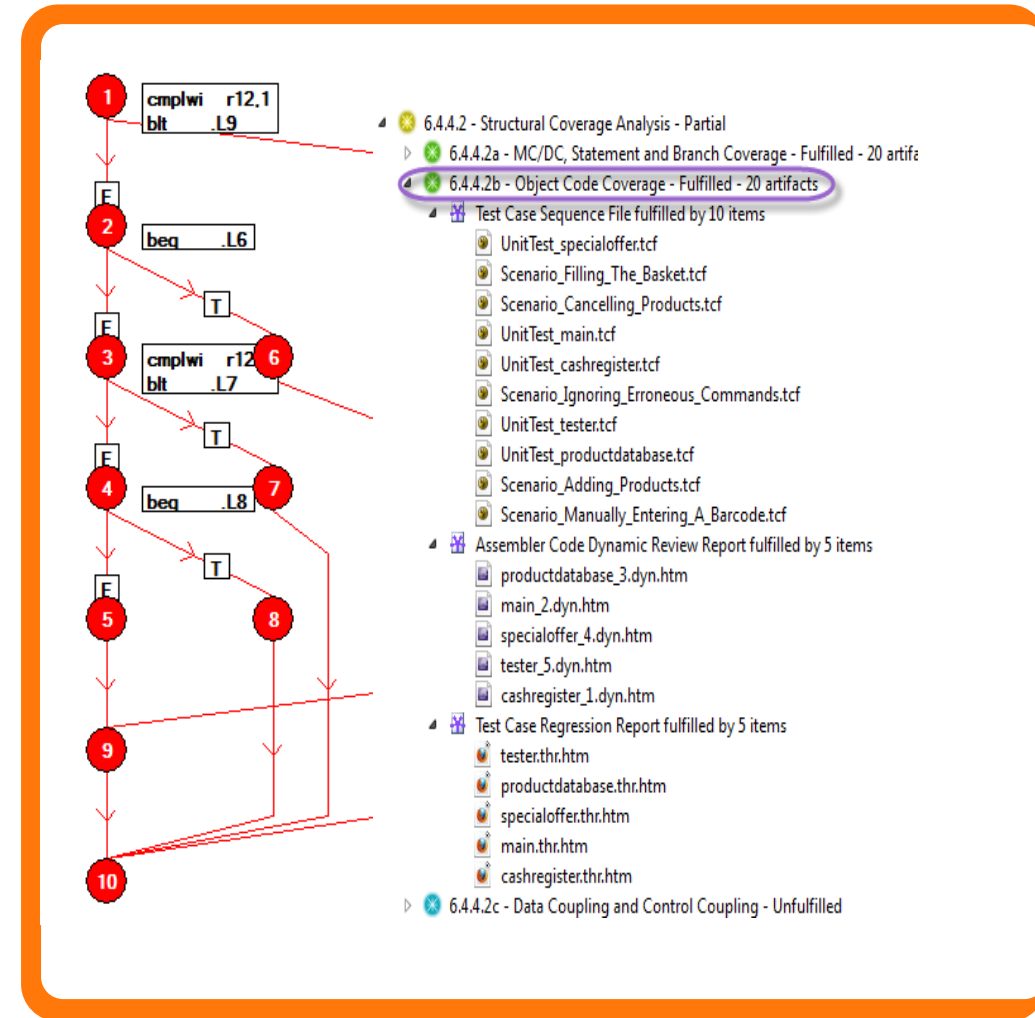 1
cmplwi r12,1
blt .L9
F
2
beq .L6
T
F
3
cmplwi r12
blt .L7
6
T
F
4
beq .L8
7
T
F
5
8
9
10
6.4.4.2 - Structural Coverage Analysis - Partial
6.4.4.2a - MC/DC, Statement and Branch Coverage - Fulfilled - 20 artifa
6.4.4.2b - Object Code Coverage - Fulfilled - 20 artifacts
Test Case Sequence File fulfilled by 10 items
UnitTest_specialoffer.tcf
Scenario_Filling_The_Basket.tcf
Scenario_Cancelling_Products.tcf
UnitTest_main.tcf
UnitTest_cashregister.tcf
Scenario_Ignoring_Erroneous_Commands.tcf
UnitTest_tester.tcf
UnitTest_productdatabase.tcf
Scenario_Adding_Products.tcf
Scenario_Manually_Entering_A_Barcode.tcf
Assembler Code Dynamic Review Report fulfilled by 5 items
productdatabase_3.dyn.htm
main_2.dyn.htm
specialoffer_4.dyn.htm
tester_5.dyn.htm
cashregister_1.dyn.htm
Test Case Regression Report fulfilled by 5 items
tester.thr.htm
productdatabase.thr.htm
specialoffer.thr.htm
main.thr.htm
cashregister.thr.htm
6.4.4.2c - Data Coupling and Control Coupling - Unfulfilled